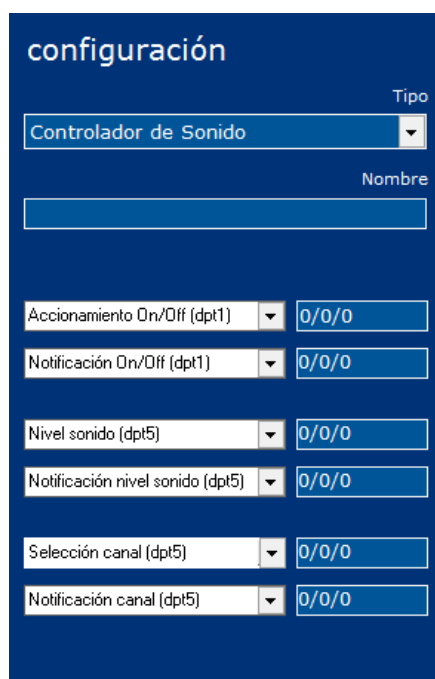 configuración
Tipo
Controlador de Sonido
Nombre
Accionamiento On/Off (dpt1) 0/0/0
Notificación On/Off (dpt1) 0/0/0
Nivel sonido (dpt5) 0/0/0
Notificación nivel sonido (dpt5) 0/0/0
Selección canal (dpt5) 0/0/0
Notificación canal (dpt5) 0/0/0